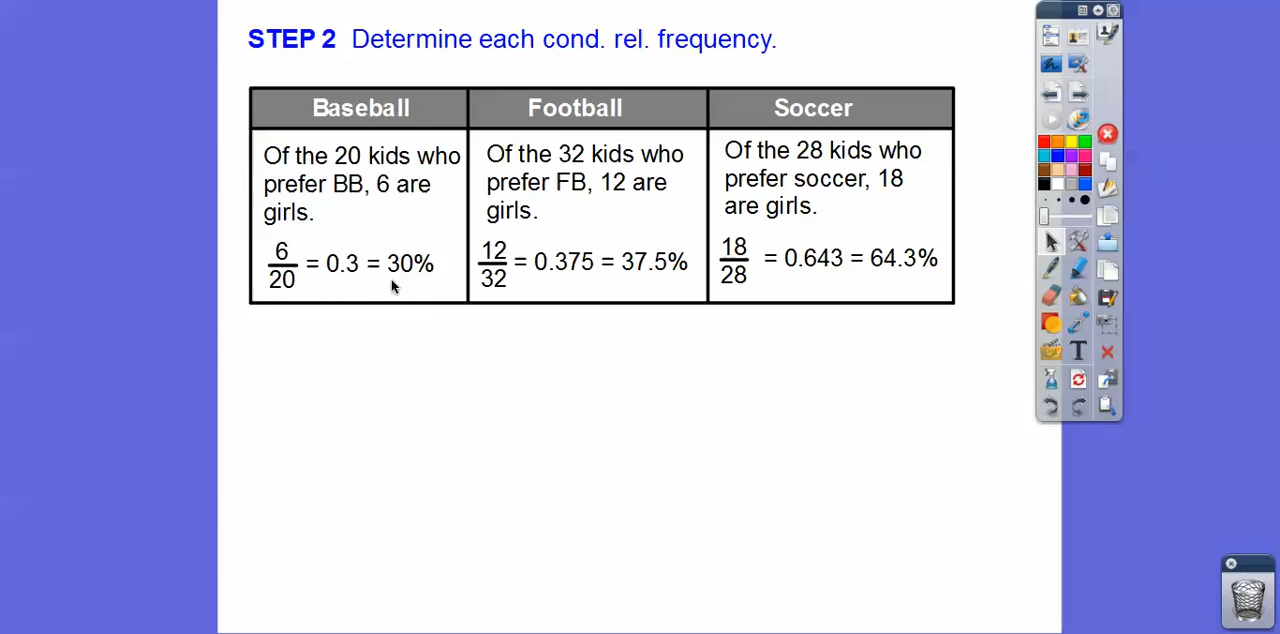 STEP 2 Determine each cond. rel. frequency.
Baseball
Football
Soccer
Of the 20 kids who
prefer BB, 6 are
girls.
6/20 = 0.3 = 30%
Of the 32 kids who
prefer FB, 12 are
girls.
12/32 = 0.375 = 37.5%
Of the 28 kids who
prefer soccer, 18
are girls.
18/28 = 0.643 = 64.3%
T